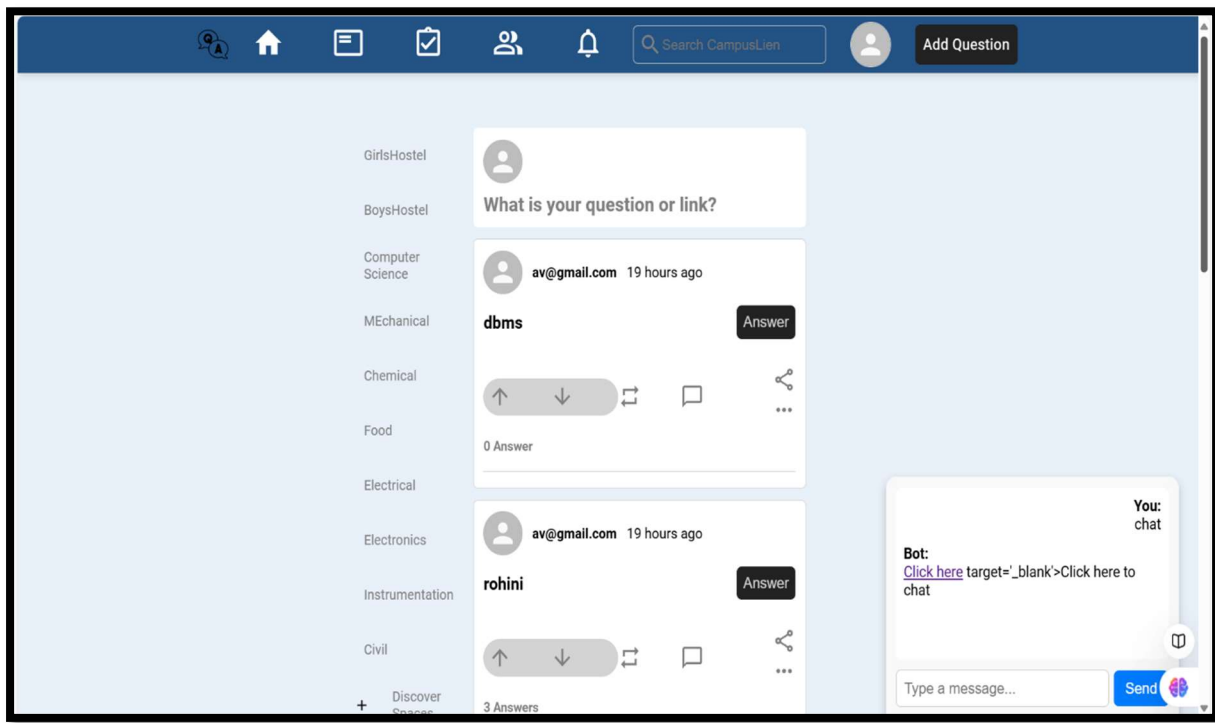 Q A
Search CampusLien
Add Question
GirlsHostel
BoysHostel
Computer
Science
MEchanical
Chemical
Food
Electrical
Electronics
Instrumentation
Civil
+ Discover
Spaces
What is your question or link?
av@gmail.com 19 hours ago
dbms
Answer
0 Answer
av@gmail.com 19 hours ago
rohini
Answer
3 Answers
You:
chat
Bot:
Click here target='_blank'>Click here to
chat
Type a message...
Send